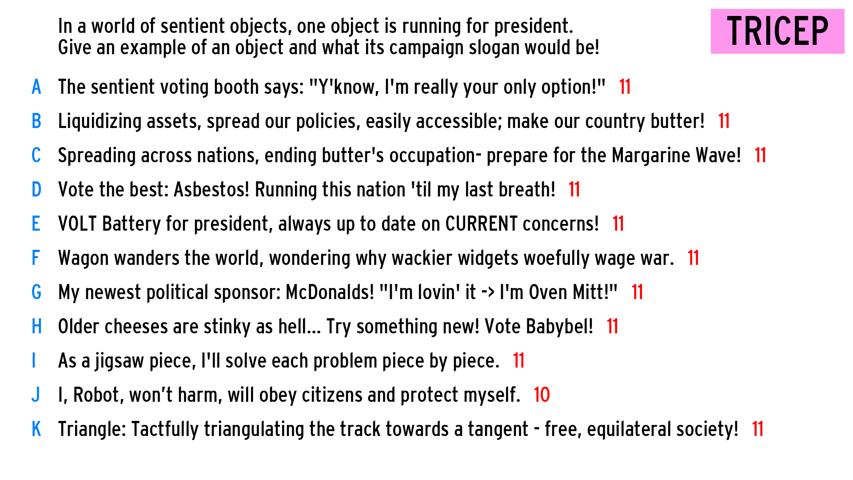 In a world of sentient objects, one object is running for president.
Give an example of an object and what its campaign slogan would be!
TRICEP
A The sentient voting booth says: "Y'know, I'm really your only option!" 11
B Liquidizing assets, spread our policies, easily accessible; make our country butter! 11
C Spreading across nations, ending butter's occupation- prepare for the Margarine Wave! 11
D Vote the best: Asbestos! Running this nation 'til my last breath! 11
E VOLT Battery for president, always up to date on CURRENT concerns! 11
F Wagon wanders the world, wondering why wackier widgets woefully wage war. 11
G My newest political sponsor: McDonalds! "I'm lovin' it -> I'm Oven Mitt!" 11
H Older cheeses are stinky as hell... Try something new! Vote Babybel! 11
I As a jigsaw piece, I'll solve each problem piece by piece. 11
J I, Robot, won’t harm, will obey citizens and protect myself. 10
K Triangle: Tactfully triangulating the track towards a tangent - free, equilateral society! 11